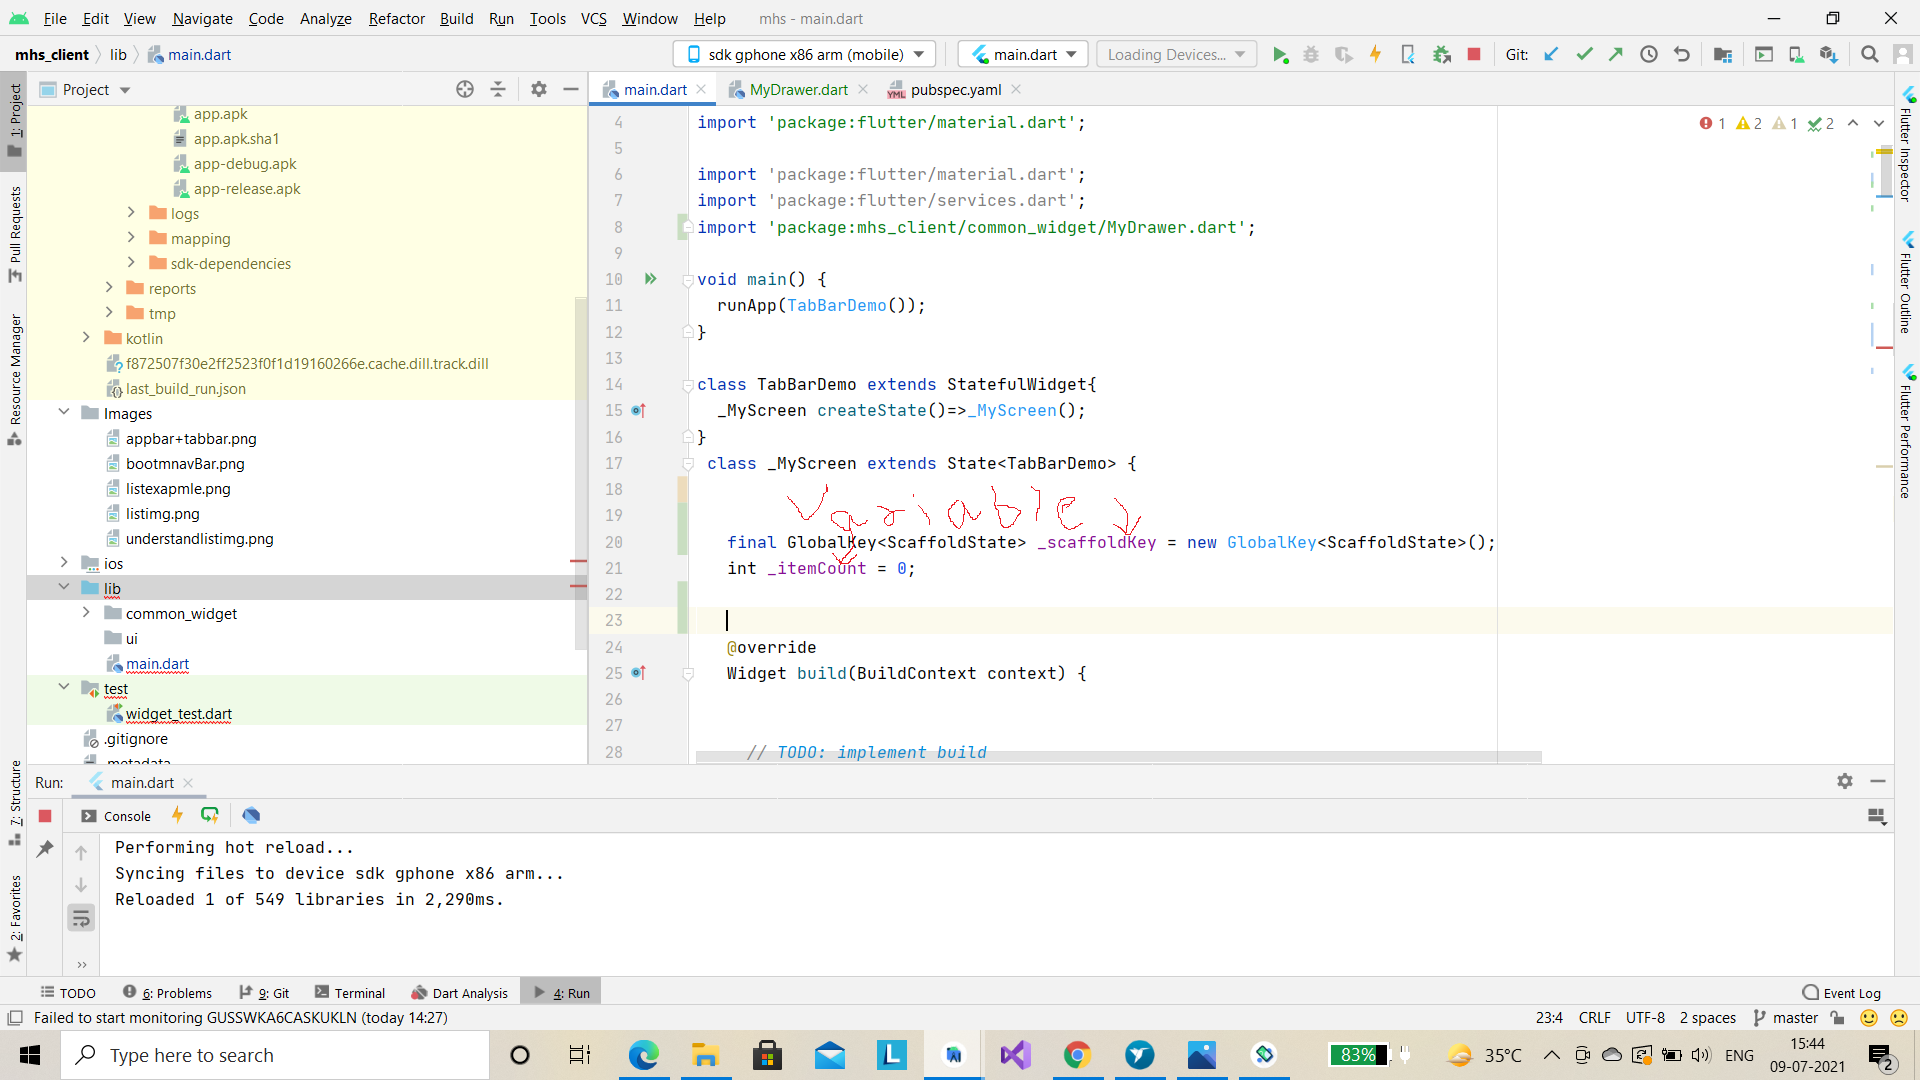 File Edit View Navigate Code Analyze Refactor Build Run Tools VCS Window Help mhs - main.dart
mhs_client lib main.dart sdk gphone x86 arm (mobile) main.dart Loading Devices... Git:
1: Project
Pull Requests
Resource Manager
7: Structure
2: Favorites
Project
app.apk
app.apk.sha1
app-debug.apk
app-release.apk
logs
mapping
sdk-dependencies
reports
tmp
kotlin
f872507f30e2ff2523f0f1d19160266e.cache.dill.track.dill
last_build_run.json
Images
appbar+tabbar.png
bootmnavBar.png
listexapmle.png
listimg.png
understandlistimg.png
ios
lib
common_widget
ui
main.dart
test
widget_test.dart
.gitignore
.metadata
main.dart MyDrawer.dart pubspec.yaml
1 2 1 2
4 import 'package:flutter/material.dart';
5
6 import 'package:flutter/material.dart';
7 import 'package:flutter/services.dart';
8 import 'package:mhs_client/common_widget/MyDrawer.dart';
9
10 void main() {
11 runApp(TabBarDemo());
12 }
13
14 class TabBarDemo extends StatefulWidget{
15 _MyScreen createState()=>_MyScreen();
16 }
17 class _MyScreen extends State<TabBarDemo> {
18
19
Variable
20 final GlobalKey<ScaffoldState> _scaffoldKey = new GlobalKey<ScaffoldState>();
21 int _itemCount = 0;
22
23
24 @override
25 Widget build(BuildContext context) {
26
27
28 // TODO: implement build
Flutter Inspector
Flutter Outline
Flutter Performance
Run: main.dart
Console
Performing hot reload...
Syncing files to device sdk gphone x86 arm...
Reloaded 1 of 549 libraries in 2,290ms.
TODO 6: Problems 9: Git Terminal Dart Analysis 4: Run Event Log
Failed to start monitoring GUSSWKA6CASKUKLN (today 14:27) 23:4 CRLF UTF-8 2 spaces master
Type here to search L 83% 35°C ENG 15:44
09-07-2021 2